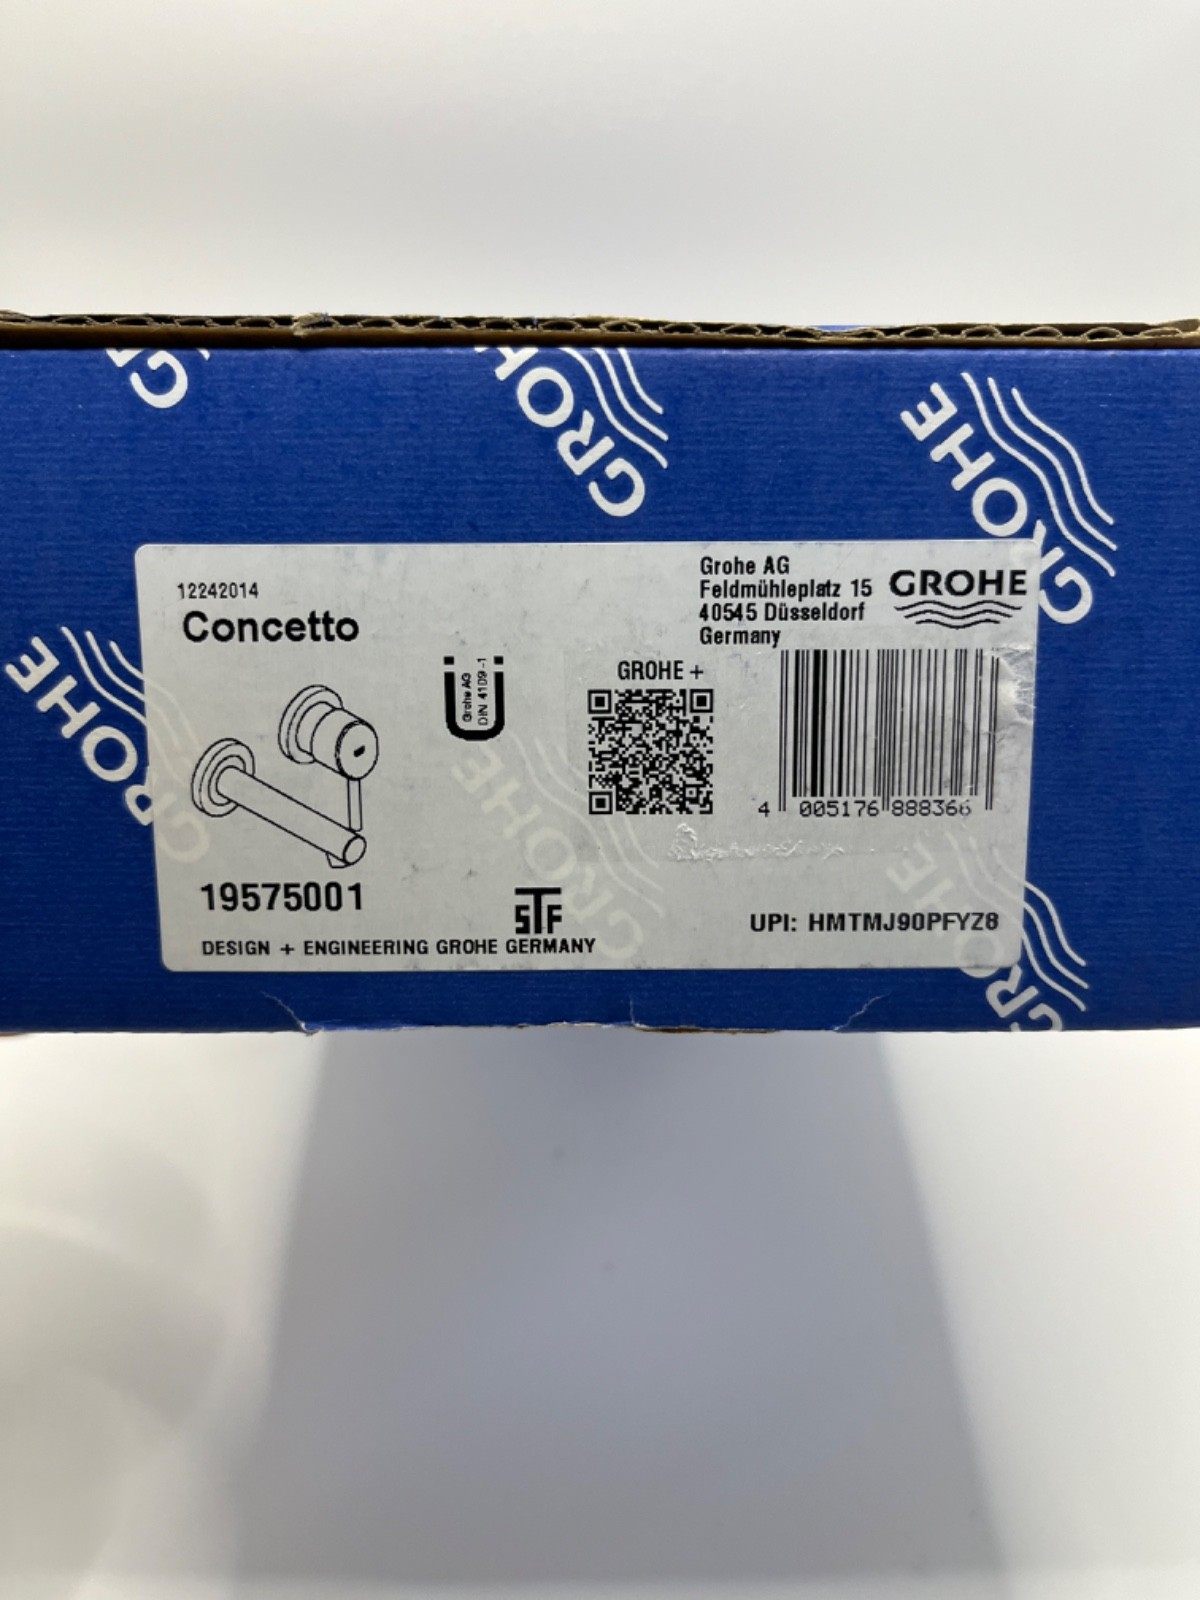 GROHE
GROHE
GROHE
GROHE
12242014
Concetto
Grohe AG
Feldmühleplatz 15
40545 Düsseldorf
Germany
GROHE
Grohe AG
DIN 4109-1
GROHE +
4 005176 888366
19575001
STF
UPI: HMTMJ90PFYZ8
DESIGN + ENGINEERING GROHE GERMANY
GROHE
GROHE